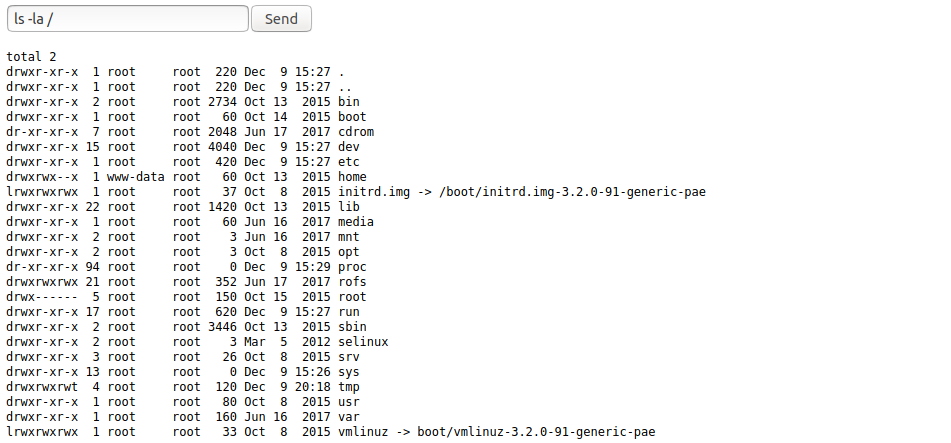 ls -la / Send
total 2
drwxr-xr-x  1 root     root  220 Dec  9 15:27 .
drwxr-xr-x  1 root     root  220 Dec  9 15:27 ..
drwxr-xr-x  2 root     root 2734 Oct 13  2015 bin
drwxr-xr-x  1 root     root   60 Oct 14  2015 boot
dr-xr-xr-x  7 root     root 2048 Jun 17  2017 cdrom
drwxr-xr-x 15 root     root 4040 Dec  9 15:27 dev
drwxr-xr-x  1 root     root  420 Dec  9 15:27 etc
drwxrwx--x  1 www-data root   60 Oct 13  2015 home
lrwxrwxrwx  1 root     root   37 Oct  8  2015 initrd.img -> /boot/initrd.img-3.2.0-91-generic-pae
drwxr-xr-x 22 root     root 1420 Oct 13  2015 lib
drwxr-xr-x  1 root     root   60 Jun 16  2017 media
drwxr-xr-x  2 root     root    3 Jun 16  2017 mnt
drwxr-xr-x  2 root     root    3 Oct  8  2015 opt
dr-xr-xr-x 94 root     root    0 Dec  9 15:29 proc
drwxrwxrwx 21 root     root  352 Jun 17  2017 rofs
drwx------  5 root     root  150 Oct 15  2015 root
drwxr-xr-x 17 root     root  620 Dec  9 15:27 run
drwxr-xr-x  2 root     root 3446 Oct 13  2015 sbin
drwxr-xr-x  2 root     root    3 Mar  5  2012 selinux
drwxr-xr-x  3 root     root   26 Oct  8  2015 srv
drwxr-xr-x 13 root     root    0 Dec  9 15:26 sys
drwxrwxrwt  4 root     root  120 Dec  9 20:18 tmp
drwxr-xr-x  1 root     root   80 Oct  8  2015 usr
drwxr-xr-x  1 root     root  160 Jun 16  2017 var
lrwxrwxrwx  1 root     root   33 Oct  8  2015 vmlinuz -> boot/vmlinuz-3.2.0-91-generic-pae